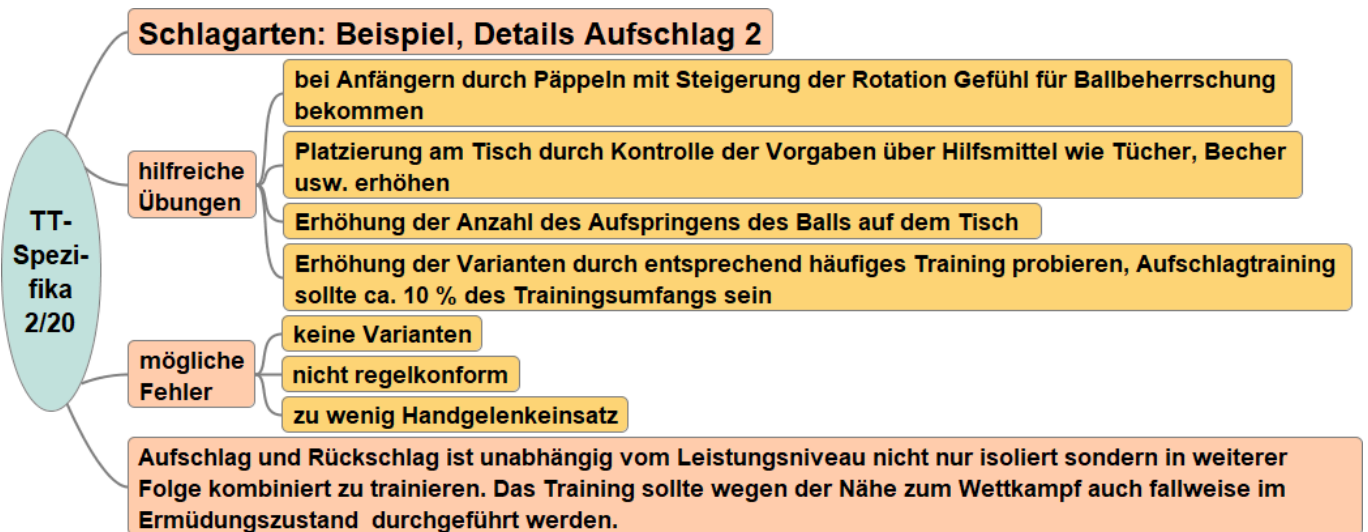 TT-
Spezi-
fika
2/20
Schlagarten: Beispiel, Details Aufschlag 2
hilfreiche
Übungen
bei Anfängern durch Päppeln mit Steigerung der Rotation Gefühl für Ballbeherrschung
bekommen
Platzierung am Tisch durch Kontrolle der Vorgaben über Hilfsmittel wie Tücher, Becher
usw. erhöhen
Erhöhung der Anzahl des Aufspringens des Balls auf dem Tisch
Erhöhung der Varianten durch entsprechend häufiges Training probieren, Aufschlagtraining
sollte ca. 10 % des Trainingsumfangs sein
mögliche
Fehler
keine Varianten
nicht regelkonform
zu wenig Handgelenkeinsatz
Aufschlag und Rückschlag ist unabhängig vom Leistungsniveau nicht nur isoliert sondern in weiterer
Folge kombiniert zu trainieren. Das Training sollte wegen der Nähe zum Wettkampf auch fallweise im
Ermüdungszustand durchgeführt werden.